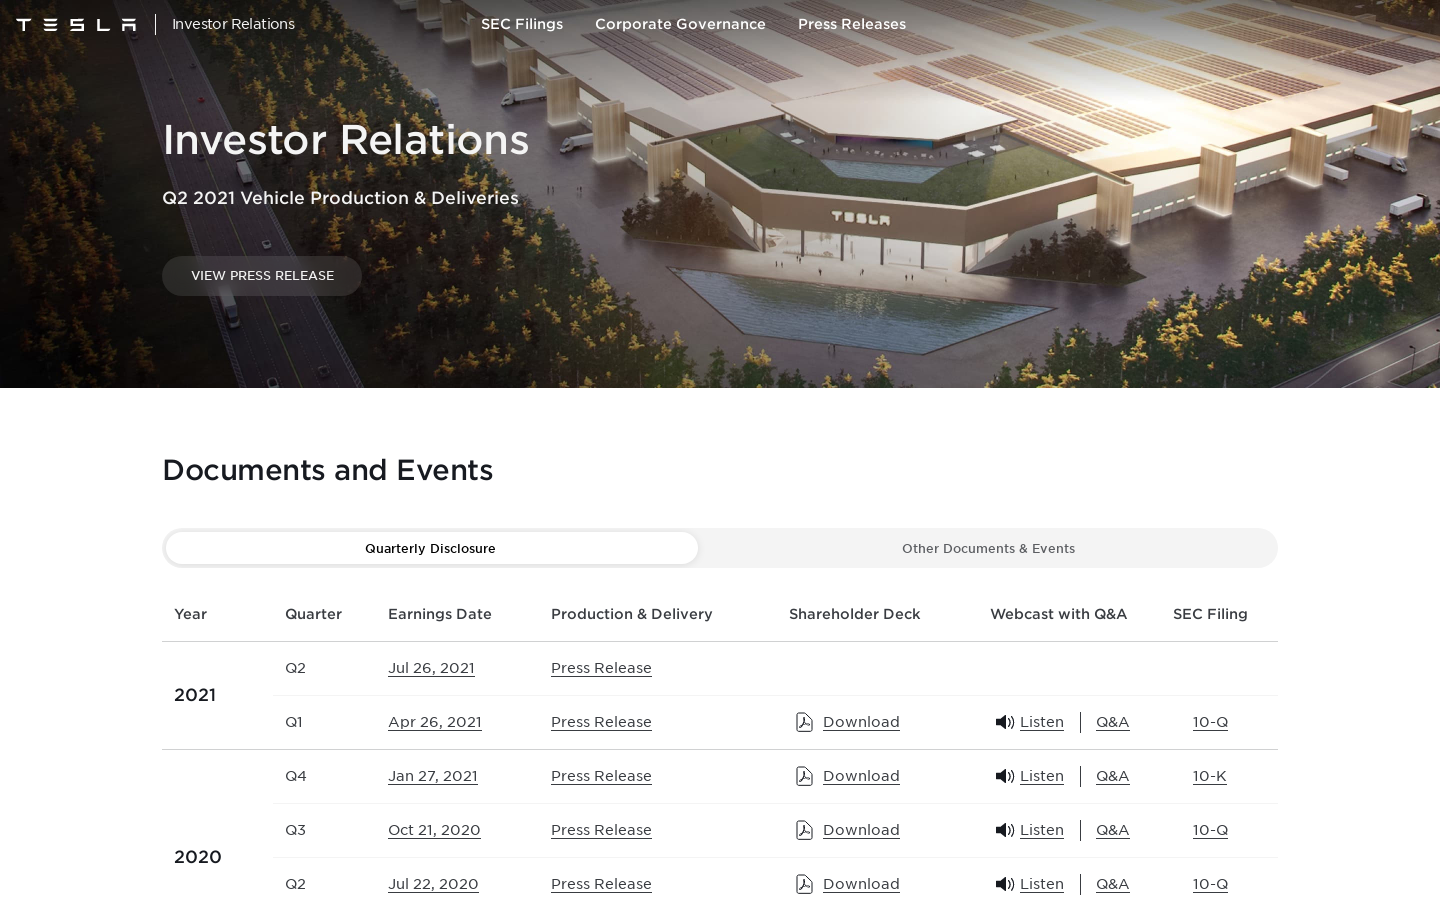 TESLA Investor Relations SEC Filings Corporate Governance Press Releases
Investor Relations
Q2 2021 Vehicle Production & Deliveries
TESLA
VIEW PRESS RELEASE
Documents and Events
Quarterly Disclosure Other Documents & Events
Year Quarter Earnings Date Production & Delivery Shareholder Deck Webcast with Q&A SEC Filing
2021
Q2 Jul 26, 2021 Press Release
Q1 Apr 26, 2021 Press Release Download Listen Q&A 10-Q
2020
Q4 Jan 27, 2021 Press Release Download Listen Q&A 10-K
Q3 Oct 21, 2020 Press Release Download Listen Q&A 10-Q
Q2 Jul 22, 2020 Press Release Download Listen Q&A 10-Q